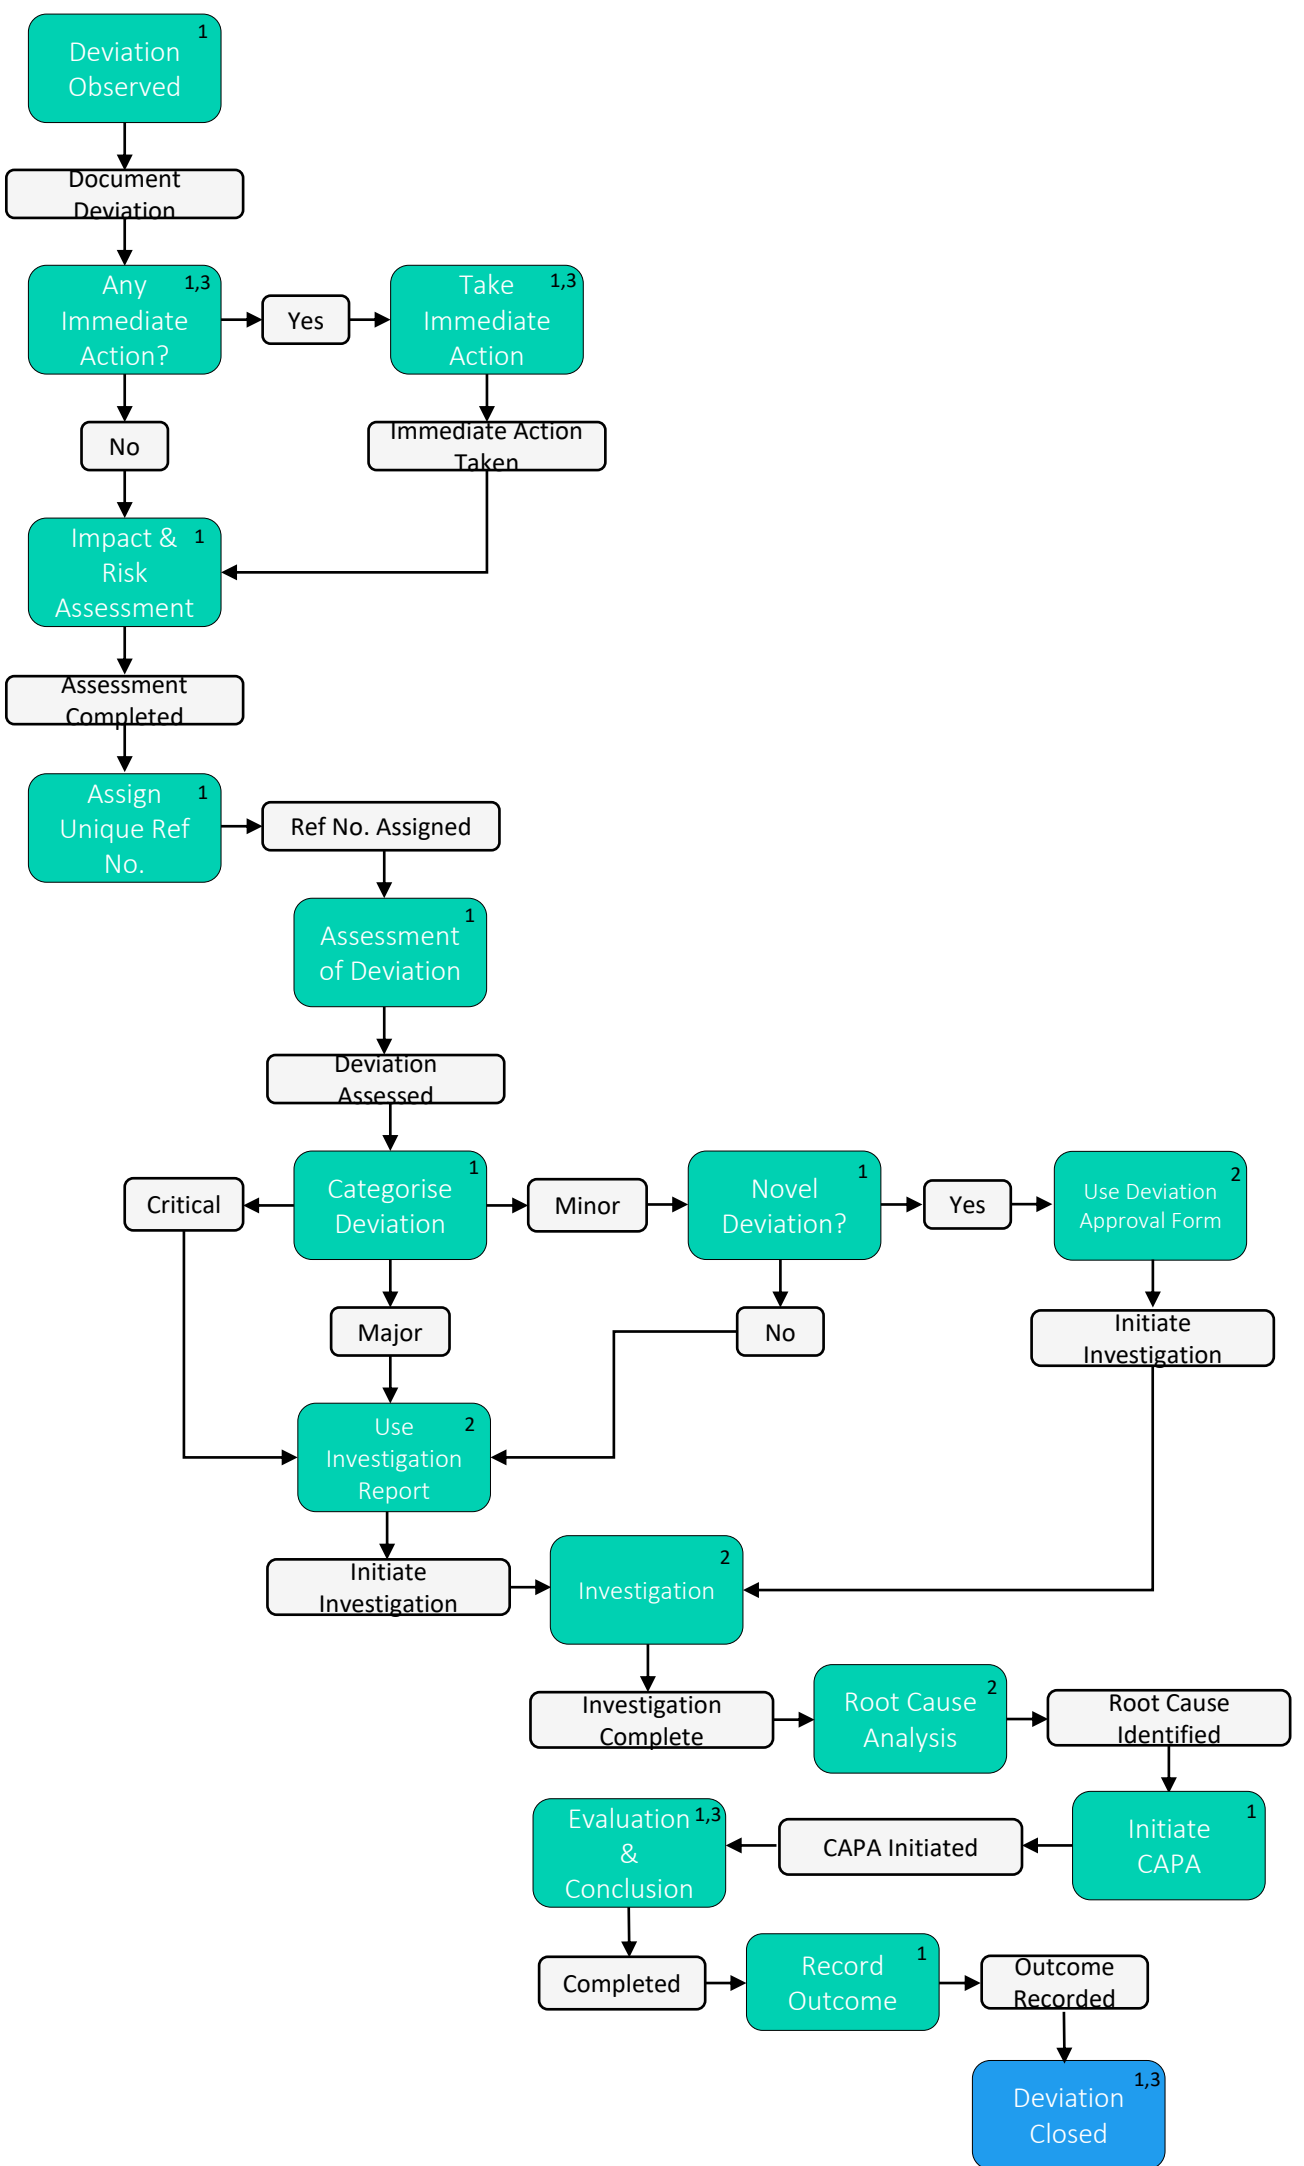 1
Deviation
Observed
Document
Deviation
Any
Immediate
Action?
1,3
Yes
Take
Immediate
Action
1,3
No
Immediate Action
Taken
Impact &
Risk
Assessment
1
Assessment
Completed
Assign
Unique Ref
No.
1
Ref No. Assigned
1
Assessment
of Deviation
Deviation
Assessed
Critical
1
Categorise
Deviation
Minor
1
Novel
Deviation?
Yes
2
Use Deviation
Approval Form
Major
No
Initiate
Investigation
Use
Investigation
Report
2
Initiate
Investigation
2
Investigation
Investigation
Complete
2
Root Cause
Analysis
Root Cause
Identified
1
Initiate
CAPA
CAPA Initiated
Evaluation
&
Conclusion
1,3
Completed
1
Record
Outcome
Outcome
Recorded
1,3
Deviation
Closed